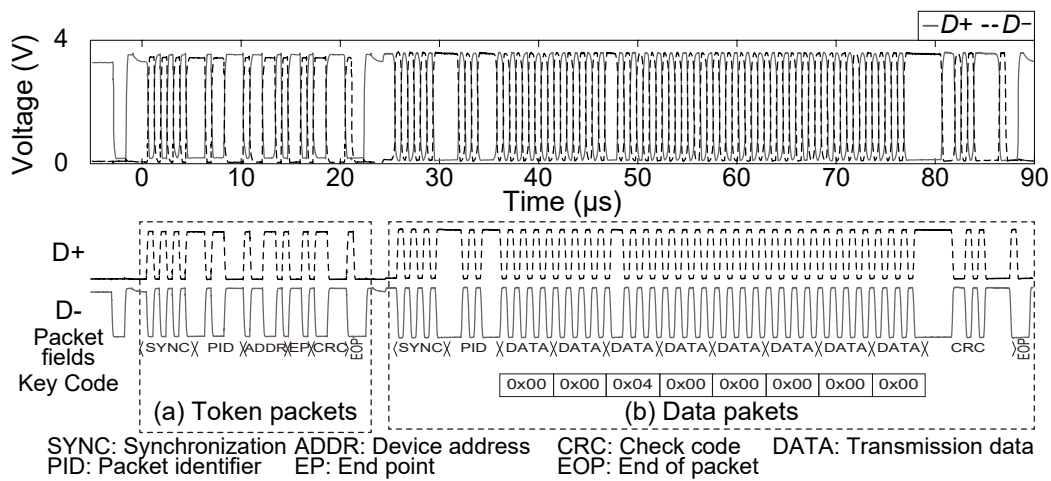 — D+ -- D−
4
Voltage (V)
0
0 10 20 30 40 50 60 70 80 90
Time (μs)
D+
D-
Packet fields
⟨SYNC⟩ PID ⟩⟨ADDR⟩⟨EP⟩⟨CRC⟩ EOP ⟨SYNC⟩⟨ PID ⟩⟨DATA⟩⟨DATA⟩⟨DATA⟩⟨DATA⟩⟨DATA⟩⟨DATA⟩⟨DATA⟩⟨DATA⟩ CRC ⟩ EOP
Key Code
0x00 0x00 0x04 0x00 0x00 0x00 0x00 0x00
(a) Token packets (b) Data pakets
SYNC: Synchronization ADDR: Device address CRC: Check code DATA: Transmission data
PID: Packet identifier EP: End point EOP: End of packet